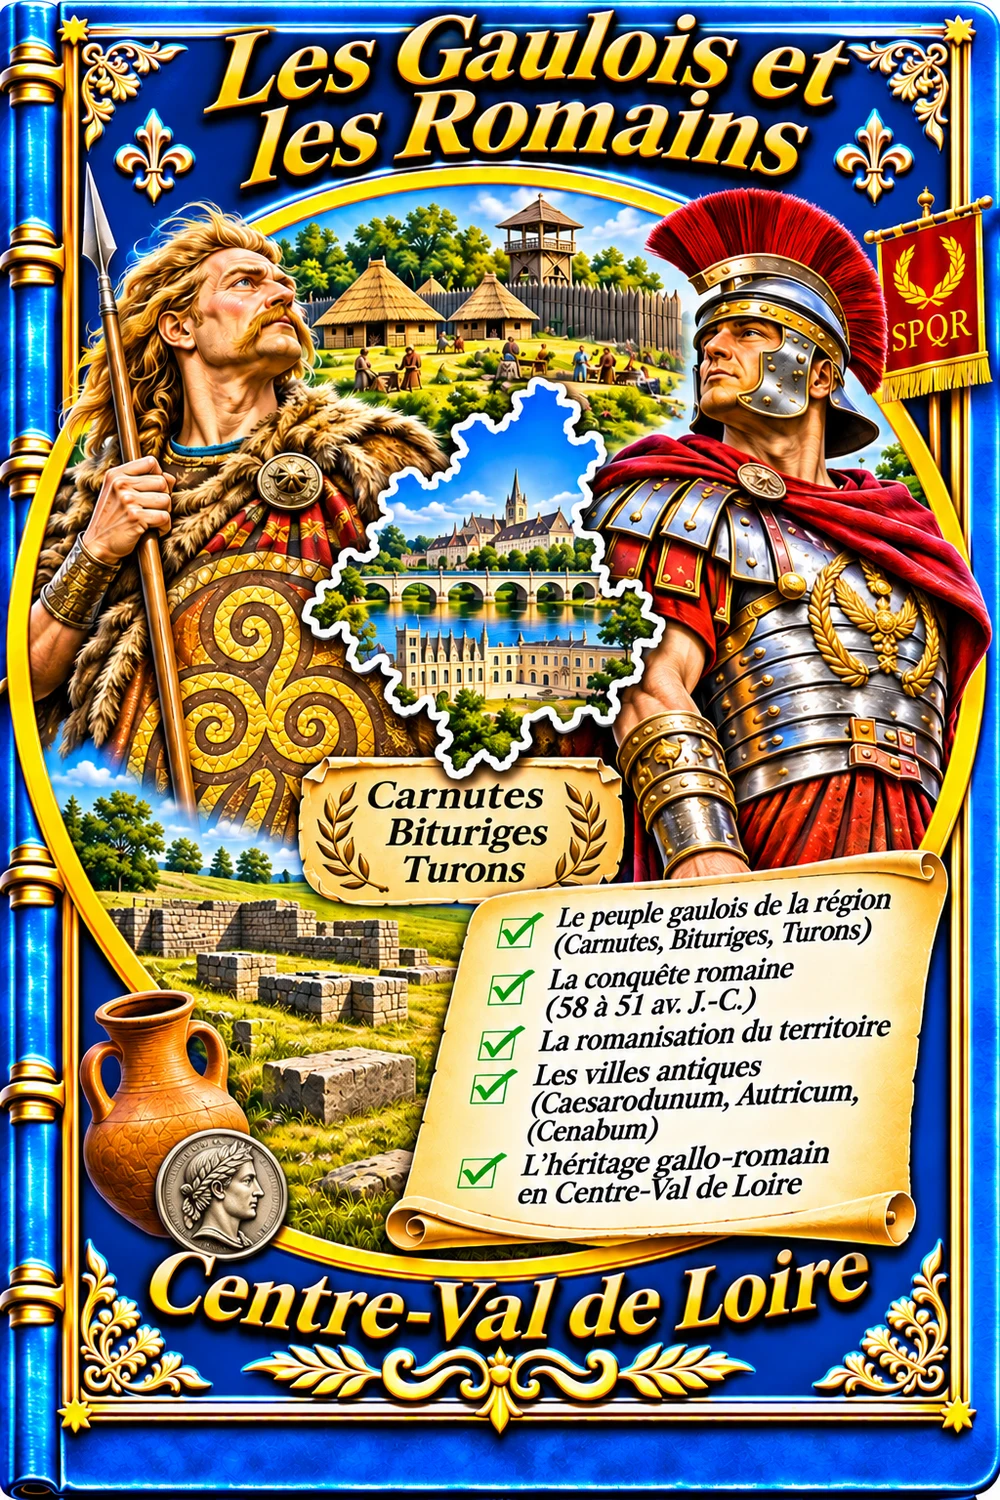 Les Gaulois et
les Romains
SPQR
Carnutes
Bituriges
Turons
Le peuple gaulois de la région
(Carnutes, Bituriges, Turons)
La conquête romaine
(58 à 51 av. J.-C.)
La romanisation du territoire
Les villes antiques
(Caesarodunum, Autricum,
(Cenabum)
L'héritage gallo-romain
en Centre-Val de Loire
Centre-Val de Loire